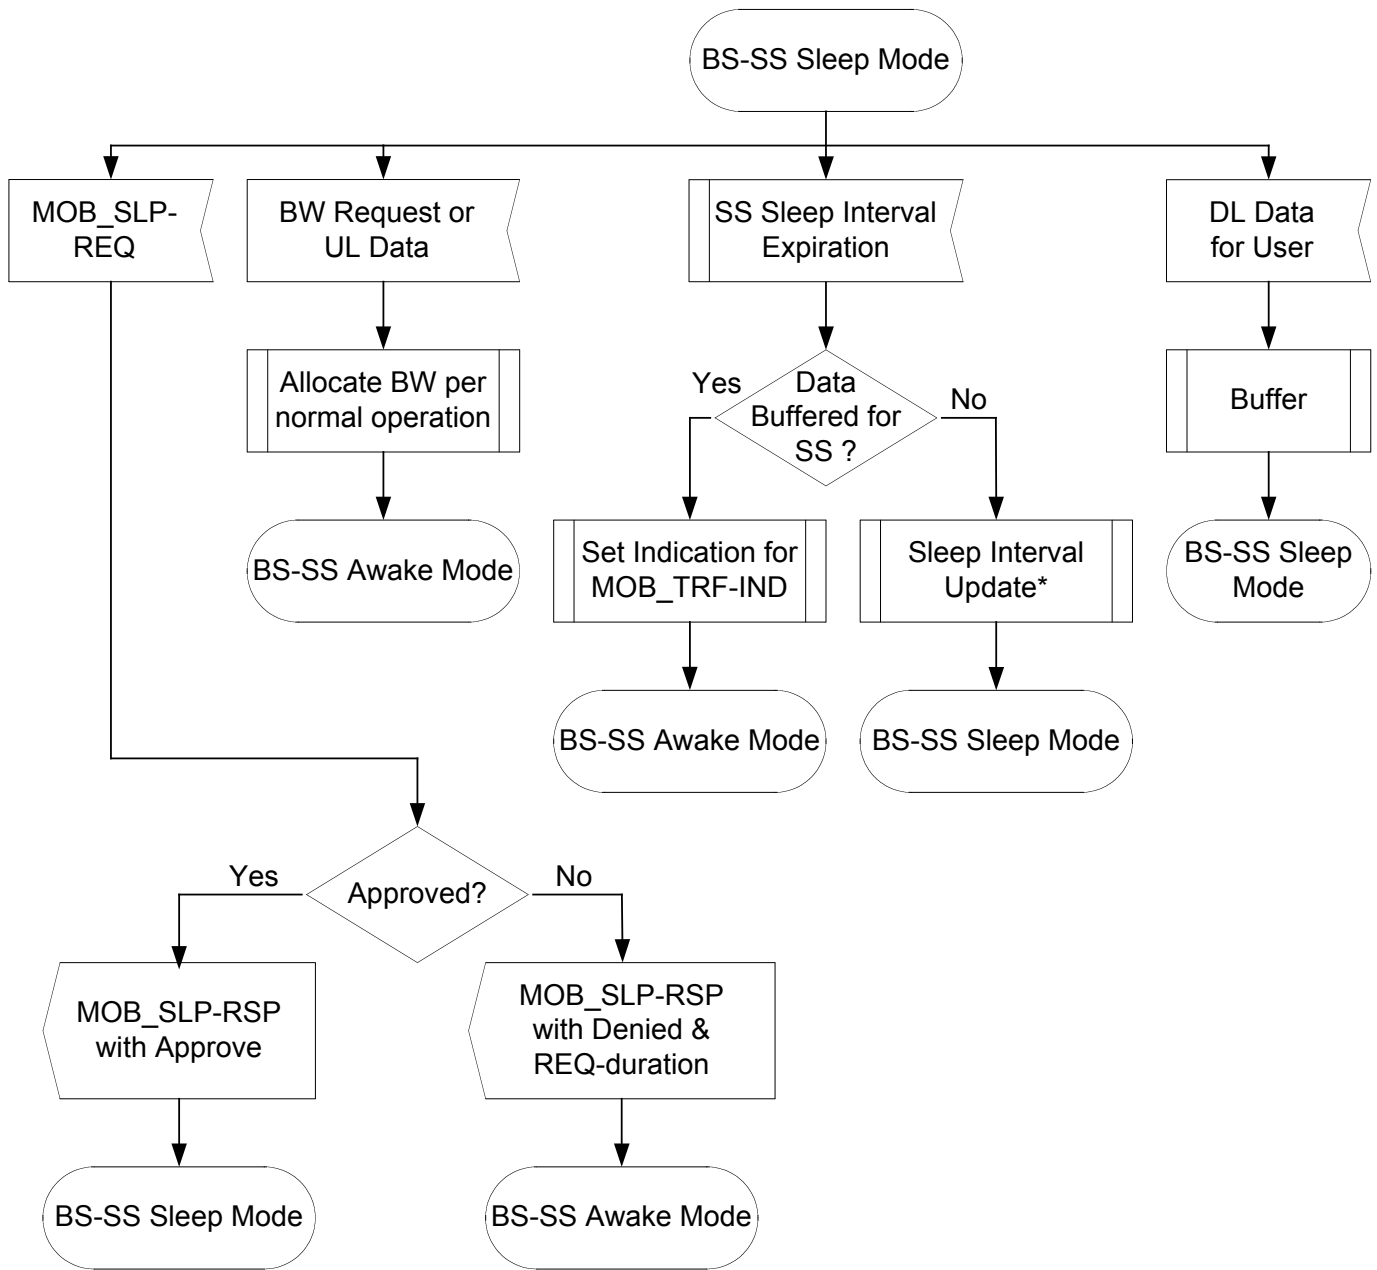 BS-SS Sleep Mode
MOB_SLP-
REQ
BW Request or
UL Data
SS Sleep Interval
Expiration
DL Data
for User
Allocate BW per
normal operation
Yes
Data
Buffered for
SS ?
No
Buffer
BS-SS Awake Mode
Set Indication for
MOB_TRF-IND
Sleep Interval
Update*
BS-SS Sleep
Mode
BS-SS Awake Mode
BS-SS Sleep Mode
Yes
Approved?
No
MOB_SLP-RSP
with Approve
MOB_SLP-RSP
with Denied &
REQ-duration
BS-SS Sleep Mode
BS-SS Awake Mode